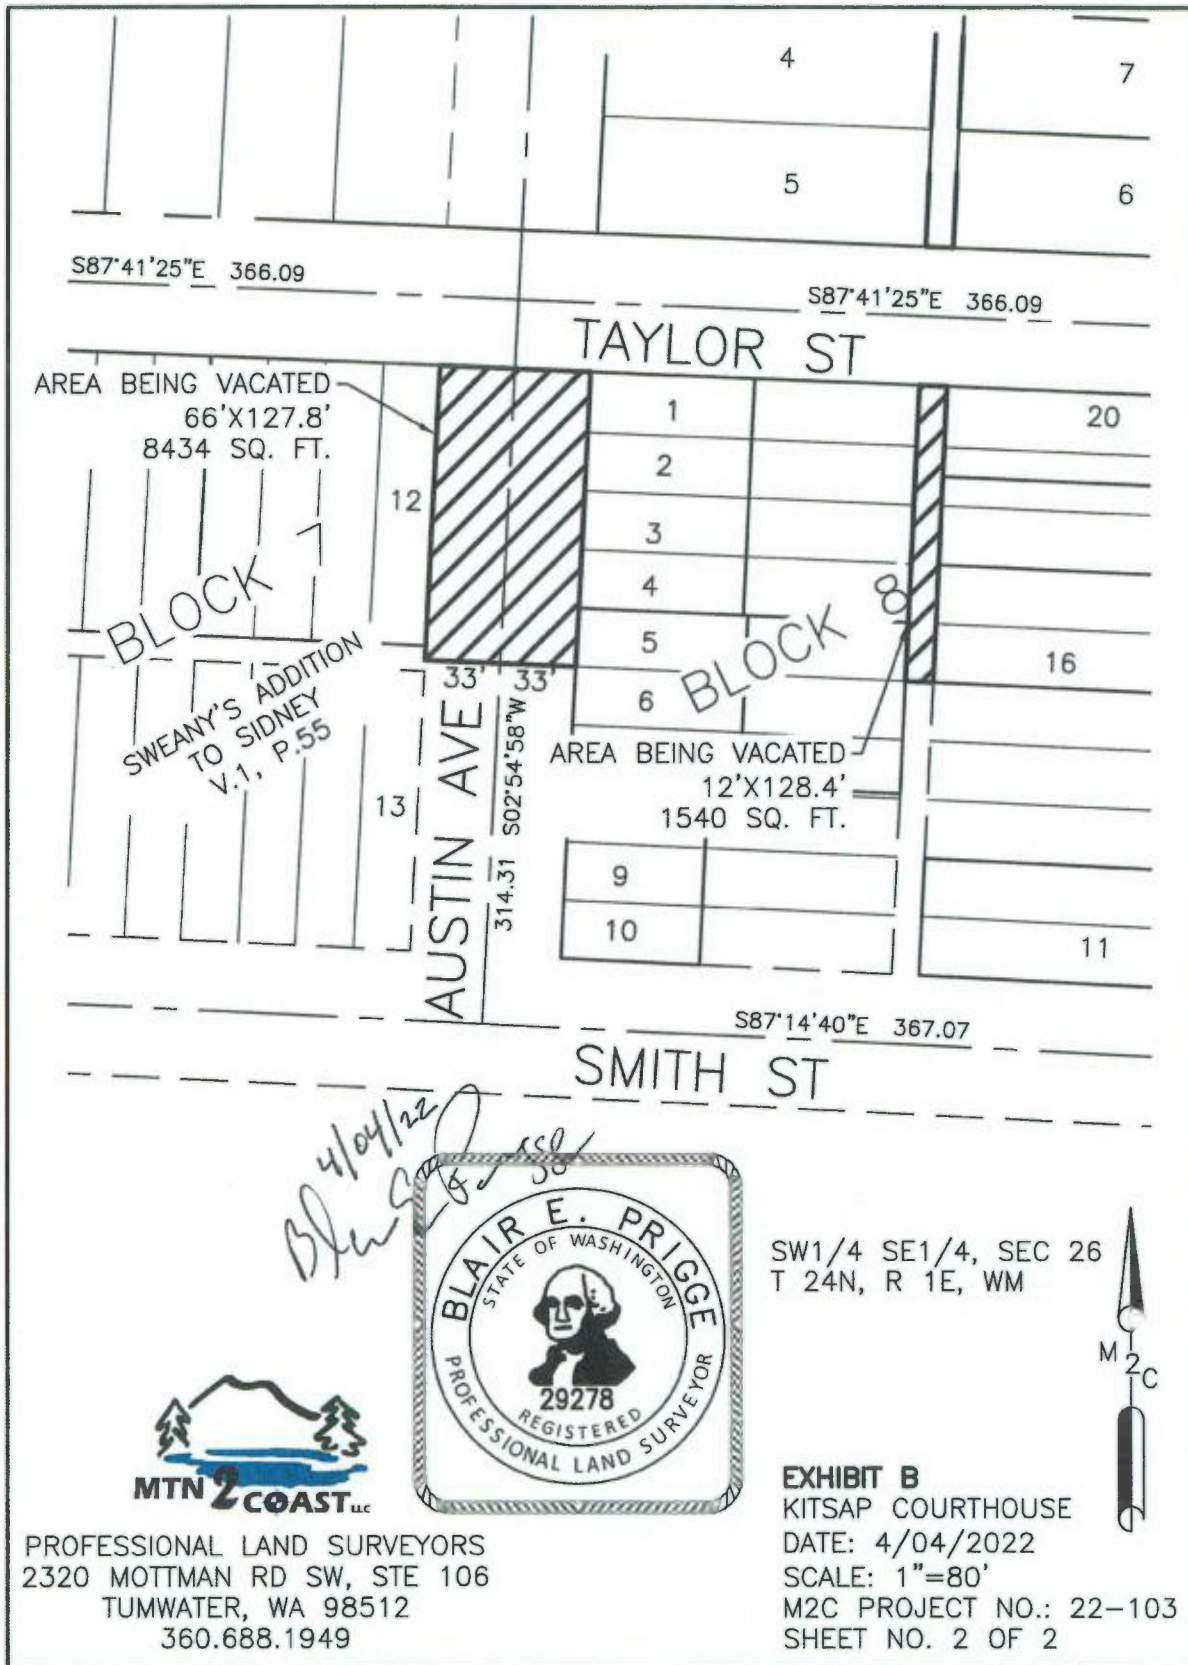 4
7
5
6
S87°41'25"E 366.09
S87°41'25"E 366.09
TAYLOR ST
AREA BEING VACATED
66'X127.8'
8434 SQ. FT.
1
20
2
12
3
4
BLOCK 7
BLOCK 8
5
16
33' 33'
6
SWEANY'S ADDITION
TO SIDNEY
V.1, P.55
AREA BEING VACATED
12'X128.4'
1540 SQ. FT.
13
AUSTIN AVE
314.31 S02°54'58"W
9
10
11
S87°14'40"E 367.07
SMITH ST
4/04/22
BLAIR E. PRIGGE
STATE OF WASHINGTON
29278
REGISTERED
PROFESSIONAL LAND SURVEYOR
SW1/4 SE1/4, SEC 26
T 24N, R 1E, WM
M2C
MTN 2 COAST LLC
PROFESSIONAL LAND SURVEYORS
2320 MOTTMAN RD SW, STE 106
TUMWATER, WA 98512
360.688.1949
EXHIBIT B
KITSAP COURTHOUSE
DATE: 4/04/2022
SCALE: 1"=80'
M2C PROJECT NO.: 22-103
SHEET NO. 2 OF 2